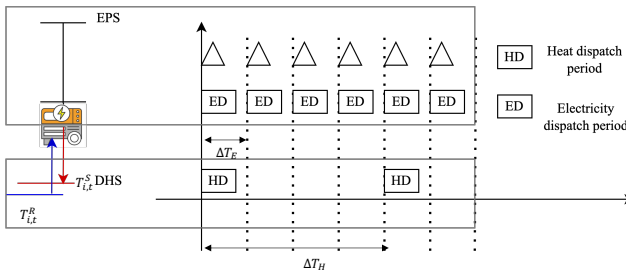 EPS
HD
Heat dispatch
period
ED ED ED ED ED ED
ED
Electricity
dispatch period
ΔT_E
T^S_{i,t} DHS
HD HD
T^R_{i,t}
ΔT_H